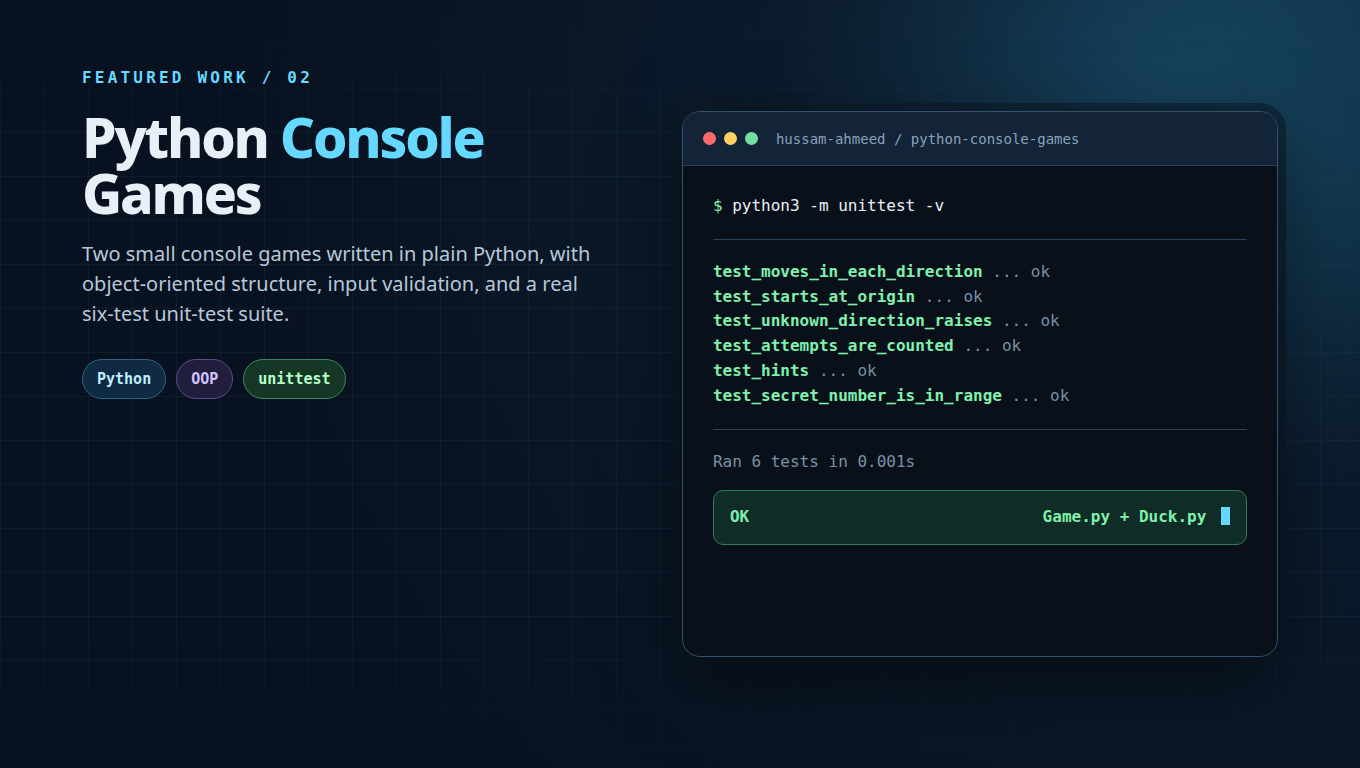 FEATURED WORK / 02
Python Console
Games
Two small console games written in plain Python, with
object-oriented structure, input validation, and a real
six-test unit-test suite.
Python OOP unittest
hussam-ahmeed / python-console-games
$ python3 -m unittest -v
test_moves_in_each_direction ... ok
test_starts_at_origin ... ok
test_unknown_direction_raises ... ok
test_attempts_are_counted ... ok
test_hints ... ok
test_secret_number_is_in_range ... ok
Ran 6 tests in 0.001s
OK Game.py + Duck.py